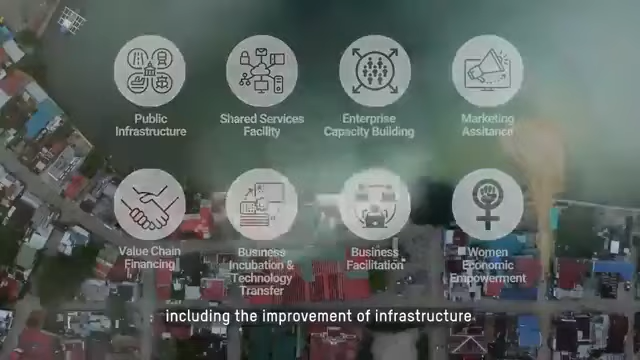 Public
Infrastructure
Shared Services
Facility
Enterprise
Capacity Building
Marketing
Assitance
Value Chain
Financing
Business
Incubation &
Technology
Transfer
Business
Facilitation
Women
Economic
Empowerment
including the improvement of infrastructure